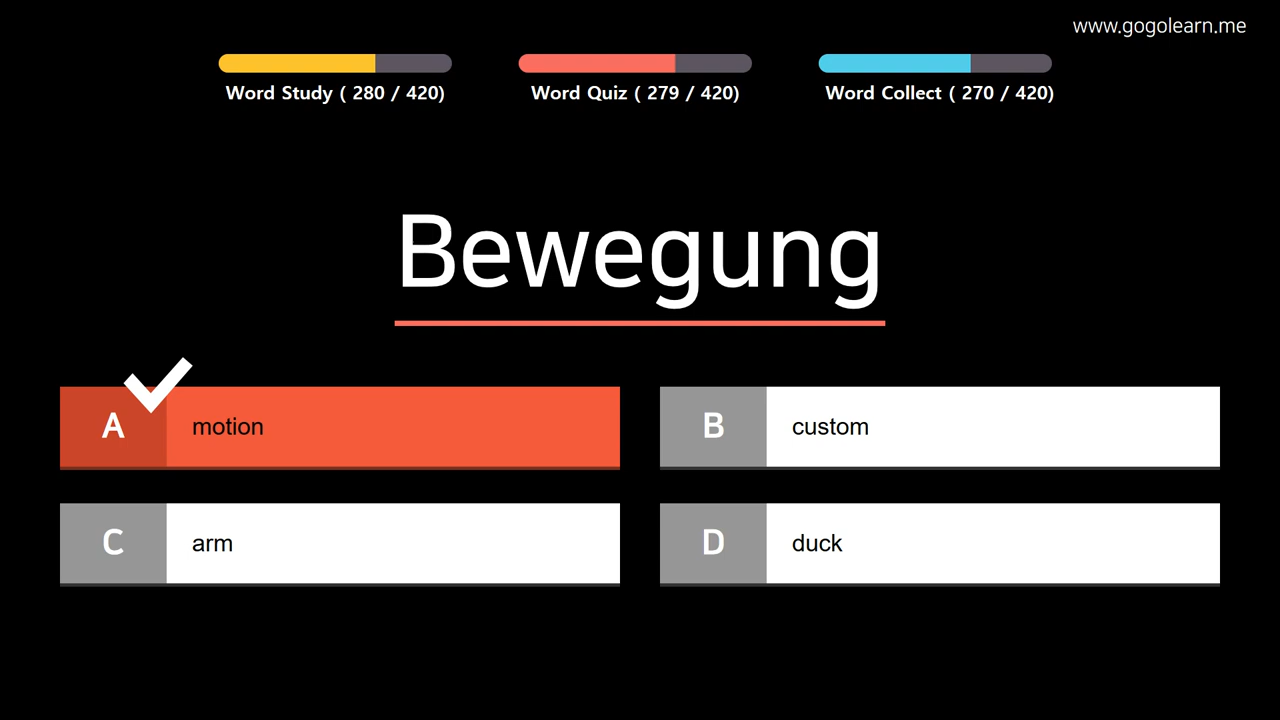 www.gogolearn.me
Word Study ( 280 / 420)
Word Quiz ( 279 / 420)
Word Collect ( 270 / 420)
Bewegung
A motion
B custom
C arm
D duck